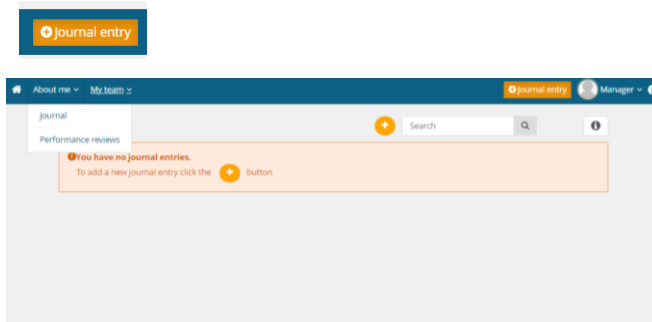 Journal entry
About me My team Journal entry Manager
Journal
Search
Performance reviews
You have no journal entries.
To add a new journal entry click the button